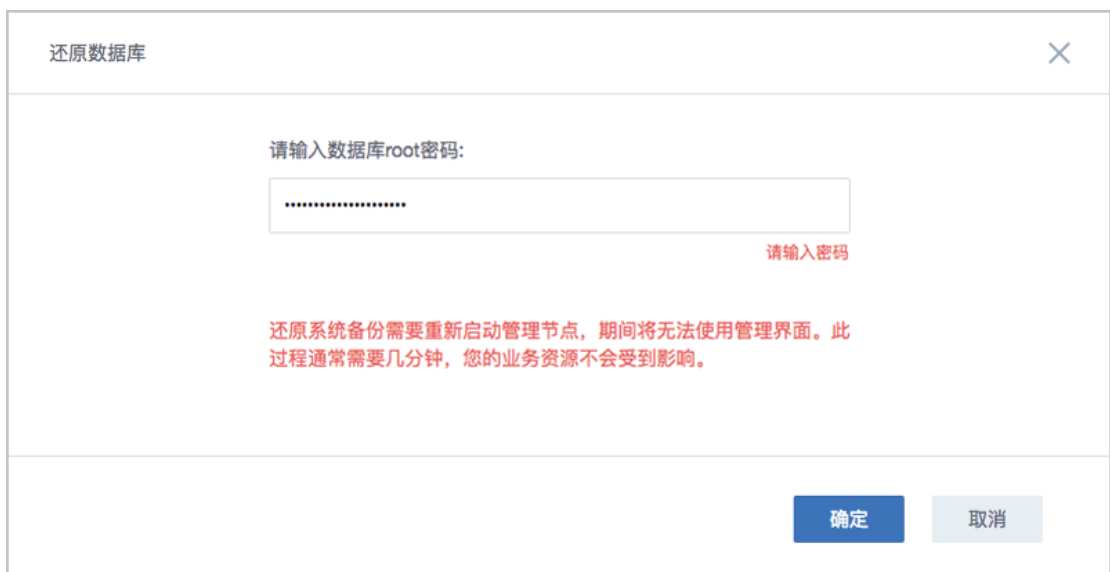 还原数据库
请输入数据库root密码:
•••••••••••••••••••••
请输入密码
还原系统备份需要重新启动管理节点，期间将无法使用管理界面。此
过程通常需要几分钟，您的业务资源不会受到影响。
确定
取消